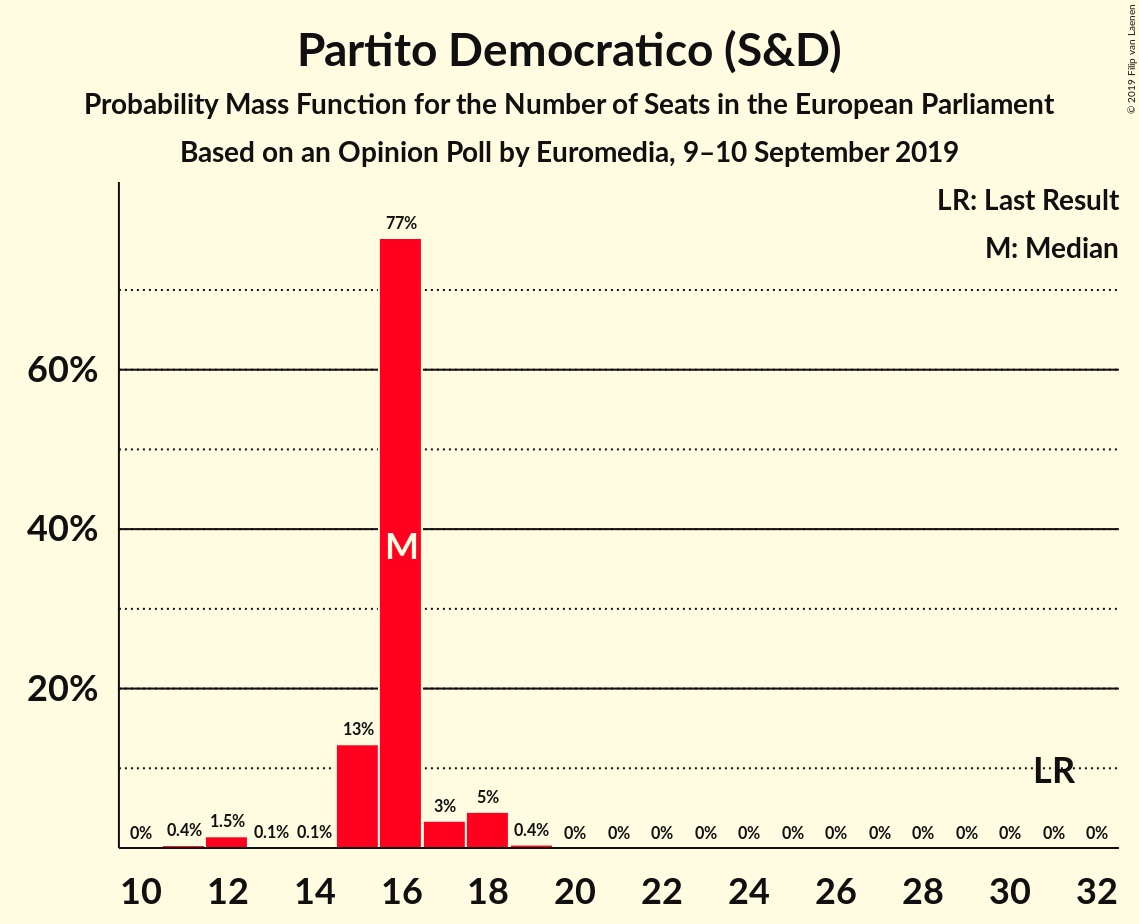 Partito Democratico (S&D)
Probability Mass Function for the Number of Seats in the European Parliament
Based on an Opinion Poll by Euromedia, 9–10 September 2019
© 2019 Filip van Laenen
LR: Last Result
M: Median
60%
40%
20%
0% 0.4% 1.5% 0.1% 0.1% 13% 77% 3% 5% 0.4% 0% 0% 0% 0% 0% 0% 0% 0% 0% 0% 0% 0% 0%
M
LR
10 12 14 16 18 20 22 24 26 28 30 32